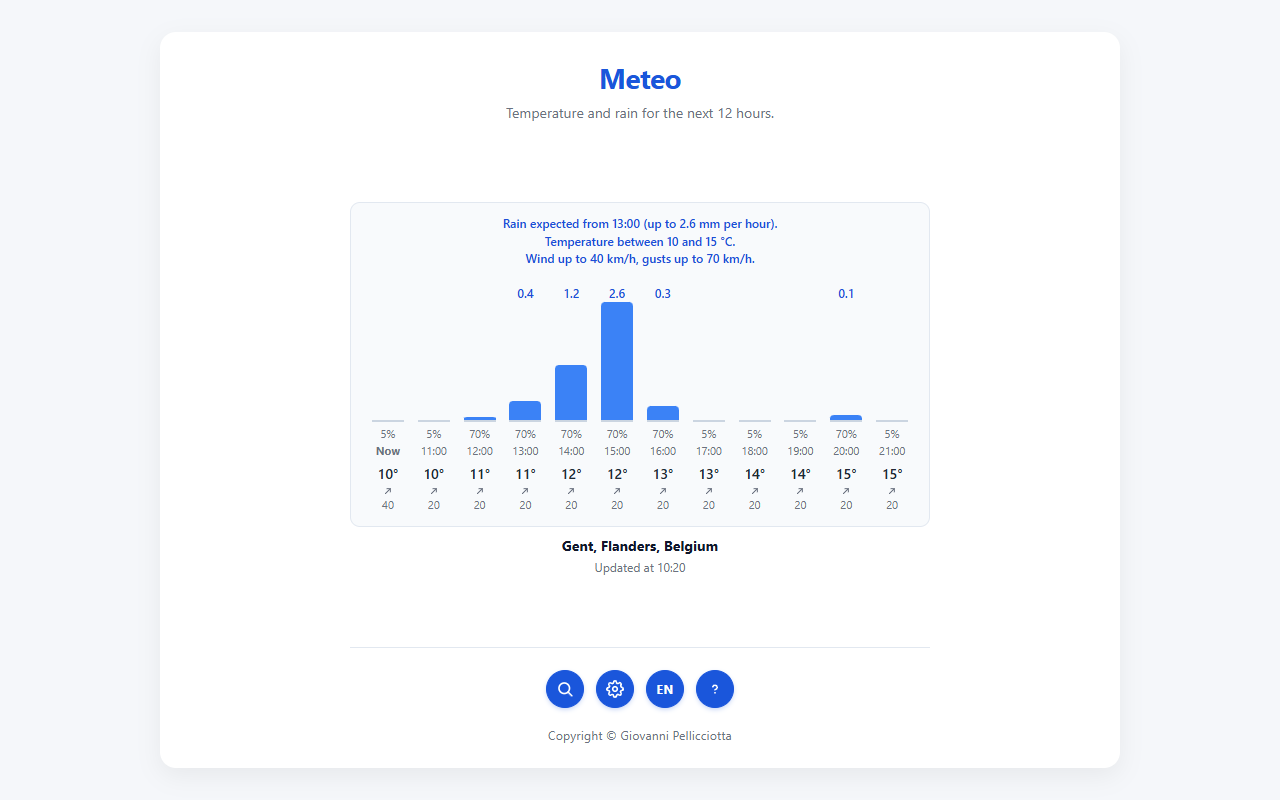 Meteo
Temperature and rain for the next 12 hours.
Rain expected from 13:00 (up to 2.6 mm per hour).
Temperature between 10 and 15 °C.
Wind up to 40 km/h, gusts up to 70 km/h.
0.4 1.2 2.6 0.3 0.1
5% 5% 70% 70% 70% 70% 70% 5% 5% 5% 70% 5%
Now 11:00 12:00 13:00 14:00 15:00 16:00 17:00 18:00 19:00 20:00 21:00
10° 10° 11° 11° 12° 12° 13° 13° 14° 14° 15° 15°
↗ ↗ ↗ ↗ ↗ ↗ ↗ ↗ ↗ ↗ ↗ ↗
40 20 20 20 20 20 20 20 20 20 20 20
Gent, Flanders, Belgium
Updated at 10:20
EN ?
Copyright © Giovanni Pellicciotta